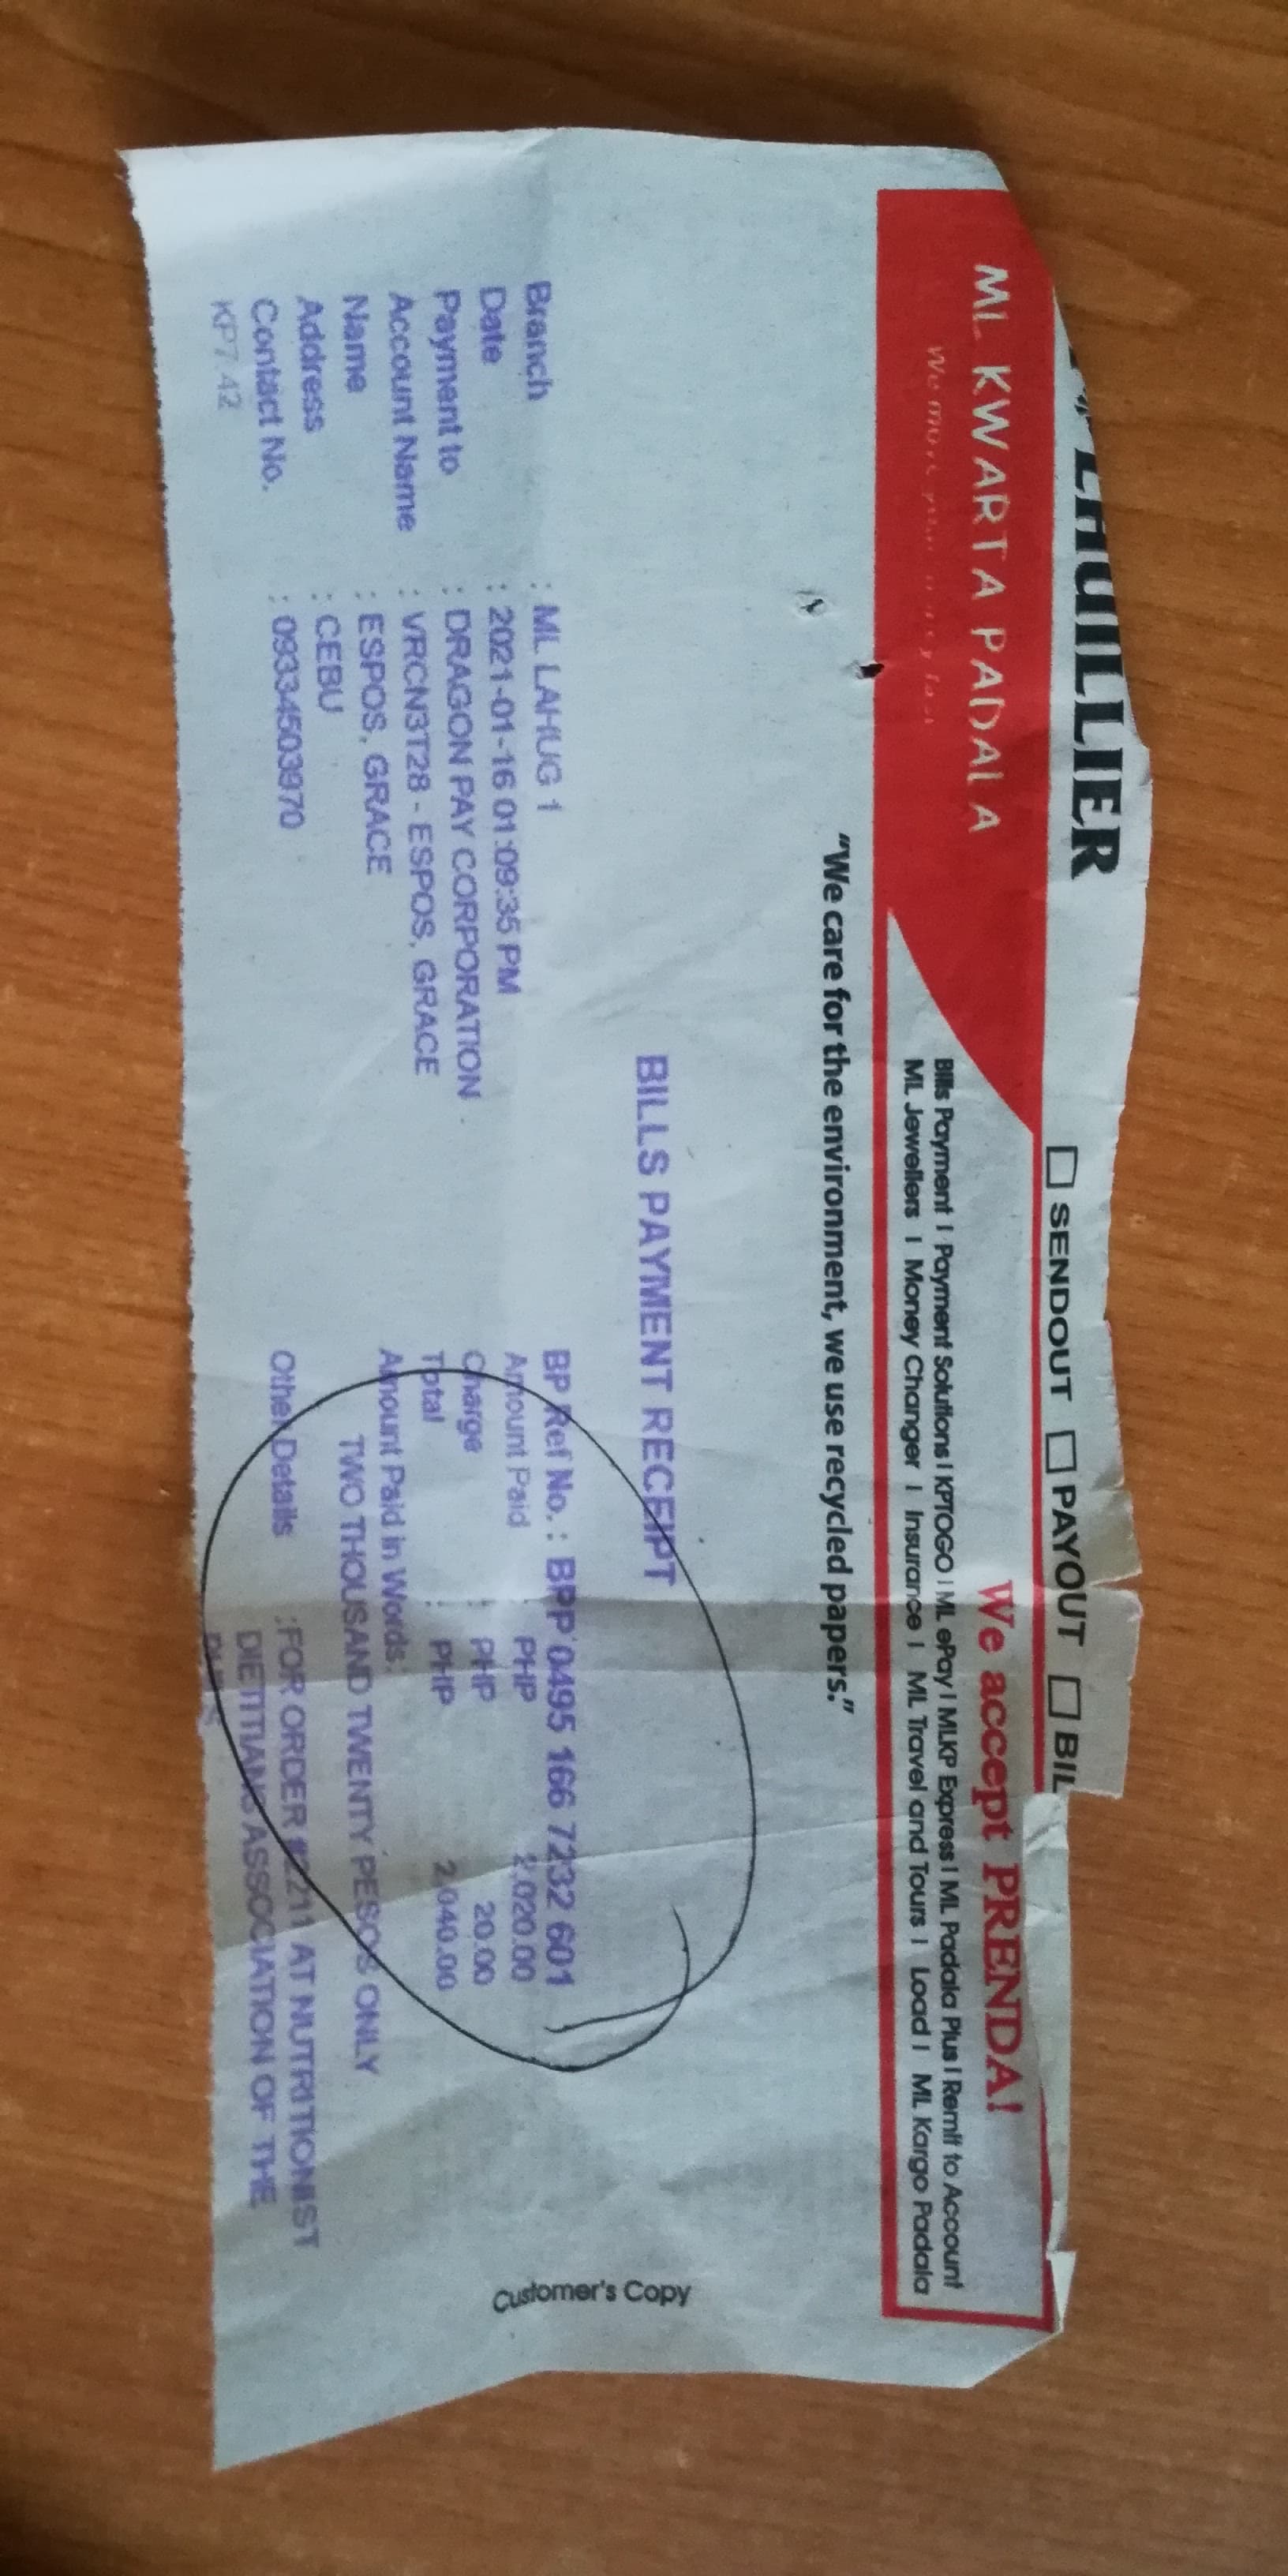 LHUILLIER
SENDOUT PAYOUT BIL
ML KWARTA PADALA
We move your money fast
We accept PRENDA!
Bills Payment | Payment Solutions | KPTOGO | ML ePay | MLKP Express | ML Padala Plus | Remit to Account
ML Jewellers | Money Changer | Insurance | ML Travel and Tours | Load | ML Kargo Padala
"We care for the environment, we use recycled papers."
BILLS PAYMENT RECEIPT
Branch : ML LAHUG 1
Date : 2021-01-16 01:09:35 PM
Payment to : DRAGON PAY CORPORATION
Account Name : VRCN3T28 - ESPOS, GRACE
Name : ESPOS, GRACE
Address : CEBU
Contact No. : 09334503970
KP7.42
BP Ref No. : BPP 0495 166 7232 601
Amount Paid : PHP 2,020.00
Charge : PHP 20.00
Total : PHP 2,040.00
Amount Paid in Words:
TWO THOUSAND TWENTY PESOS ONLY
Other Details :FOR ORDER #2211 AT NUTRITIONIST
DIETITIANS ASSOCIATION OF THE
Customer's Copy